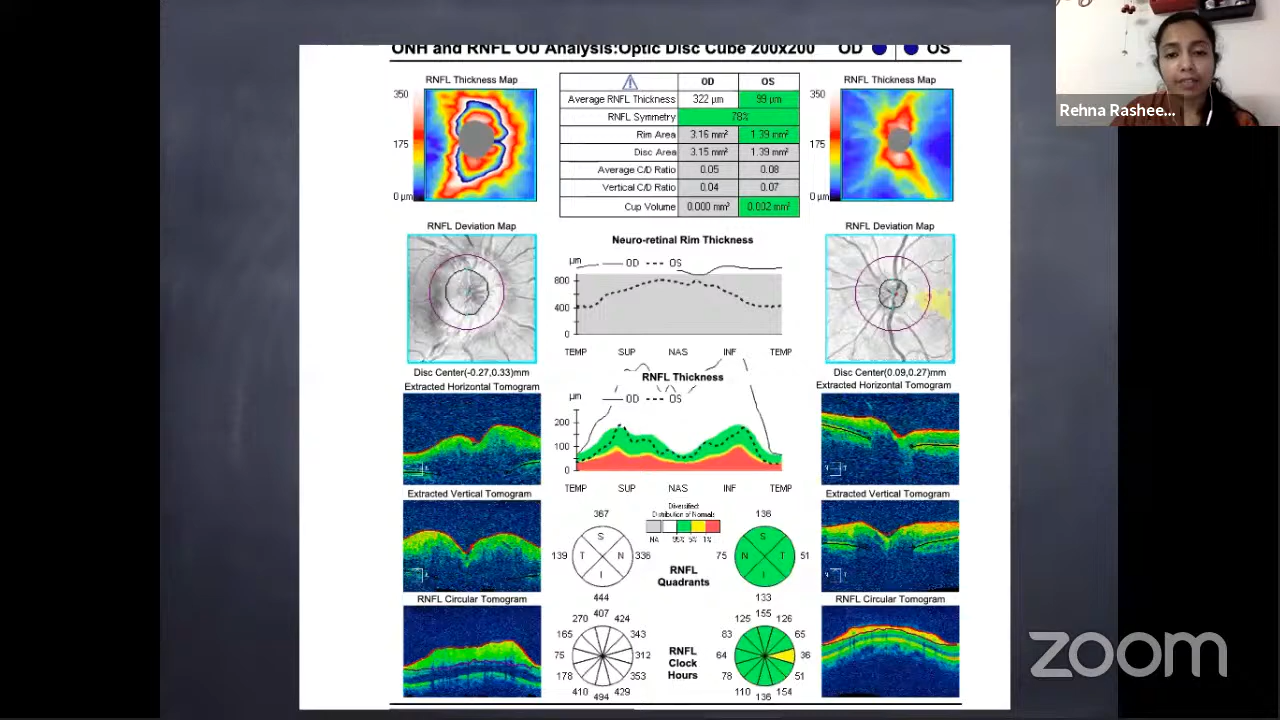 Rehna Rashee...
ONH and RNFL OU Analysis:Optic Disc Cube 200x200 OD OS
RNFL Thickness Map
350
175
0 µm
OD OS
Average RNFL Thickness 322 µm 99 µm
RNFL Symmetry 78%
Rim Area 3.16 mm² 1.39 mm²
Disc Area 3.15 mm² 1.39 mm²
Average C/D Ratio 0.05 0.08
Vertical C/D Ratio 0.04 0.07
Cup Volume 0.000 mm³ 0.002 mm³
RNFL Thickness Map
350
175
0 µm
RNFL Deviation Map
Disc Center(-0.27,0.33)mm
Neuro-retinal Rim Thickness
µm OD OS
800
400
0
TEMP SUP NAS INF TEMP
RNFL Deviation Map
Disc Center(0.09,0.27)mm
Extracted Horizontal Tomogram
RNFL Thickness
µm OD OS
200
100
0
TEMP SUP NAS INF TEMP
Extracted Horizontal Tomogram
Extracted Vertical Tomogram
367
139 S T N I 336
444
Diversified:
Distribution of Normals
NA 95% 5% 1%
RNFL
Quadrants
136
75 S N T I 51
133
Extracted Vertical Tomogram
RNFL Circular Tomogram
407
270 424
165 343
75 312
178 353
410 429
494
RNFL
Clock
Hours
155
125 126
83 65
64 36
78 51
110 154
136
RNFL Circular Tomogram
zoom